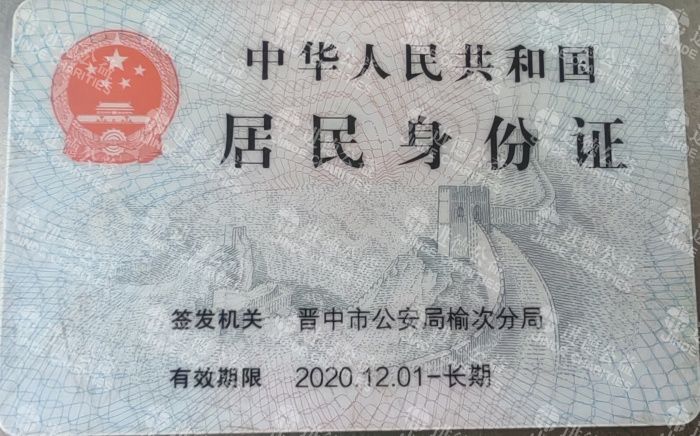 中华人民共和国
居民身份证
签发机关 晋中市公安局榆次分局
有效期限 2020.12.01-长期